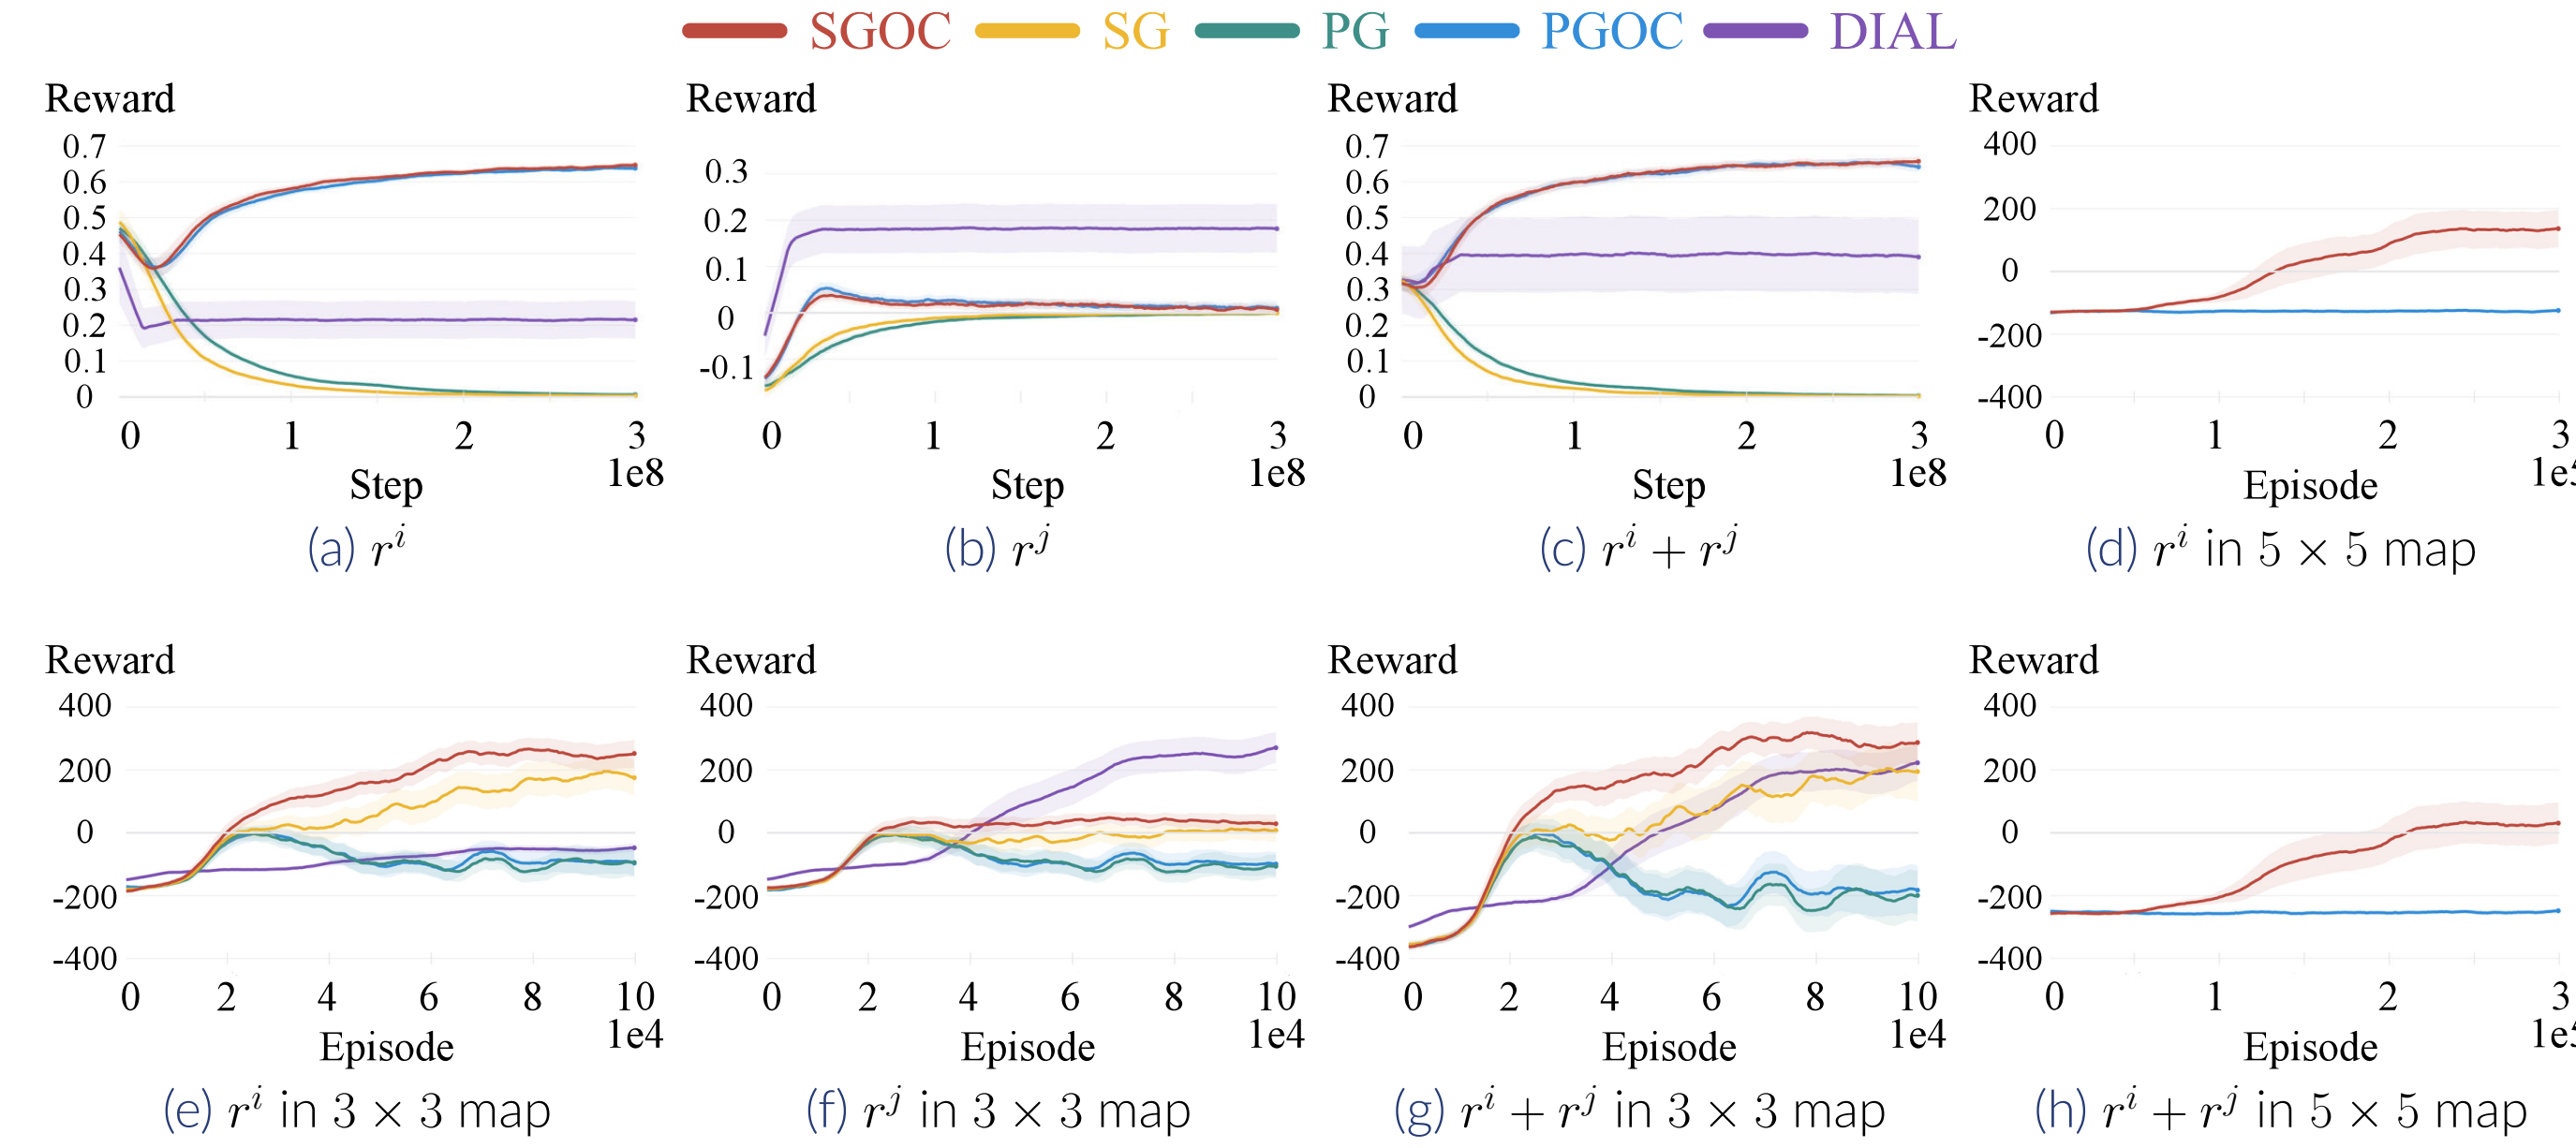 SGOC SG PG PGOC DIAL
Reward
0.7
0.6
0.5
0.4
0.3
0.2
0.1
0
0 1 2 3
1e8
Step
(a) r^i
Reward
0.3
0.2
0.1
0
-0.1
0 1 2 3
1e8
Step
(b) r^j
Reward
0.7
0.6
0.5
0.4
0.3
0.2
0.1
0
0 1 2 3
1e8
Step
(c) r^i + r^j
Reward
400
200
0
-200
-400
0 1 2 3
1e5
Episode
(d) r^i in 5 × 5 map
Reward
400
200
0
-200
-400
0 2 4 6 8 10
1e4
Episode
(e) r^i in 3 × 3 map
Reward
400
200
0
-200
-400
0 2 4 6 8 10
1e4
Episode
(f) r^j in 3 × 3 map
Reward
400
200
0
-200
-400
0 2 4 6 8 10
1e4
Episode
(g) r^i + r^j in 3 × 3 map
Reward
400
200
0
-200
-400
0 1 2 3
1e5
Episode
(h) r^i + r^j in 5 × 5 map